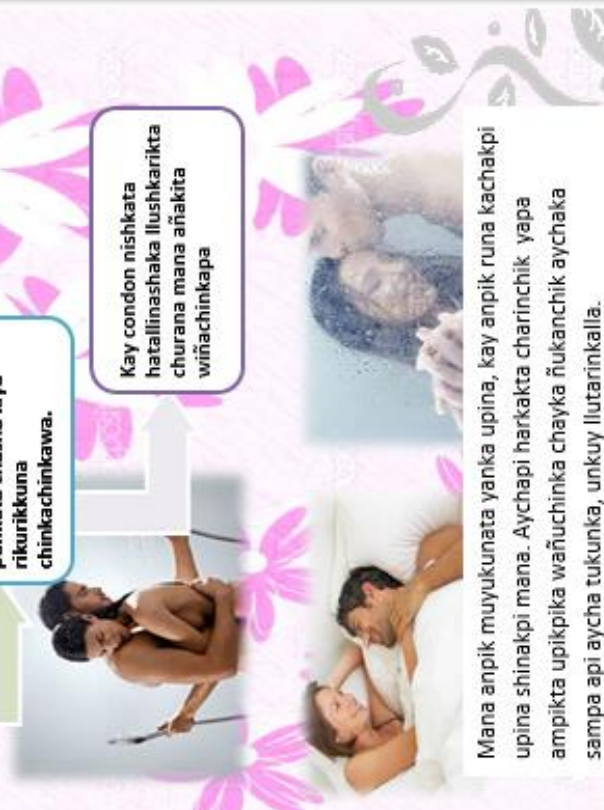 rikurikkuna
chinkachinkawa.
Kay condon nishkata
hatallinashaka llushkarikta
churana mana añakita
wiñachinkapa
Mana anpik muyukunata yanka upina, kay anpik runa kachakpi
upina shinakpi mana. Aychapi harkakta charinchik yapa
ampikta upikpika wañuchinka chayka ñukanchik aychaka
sampa api aycha tukunka, unkuy llutarinkalla.